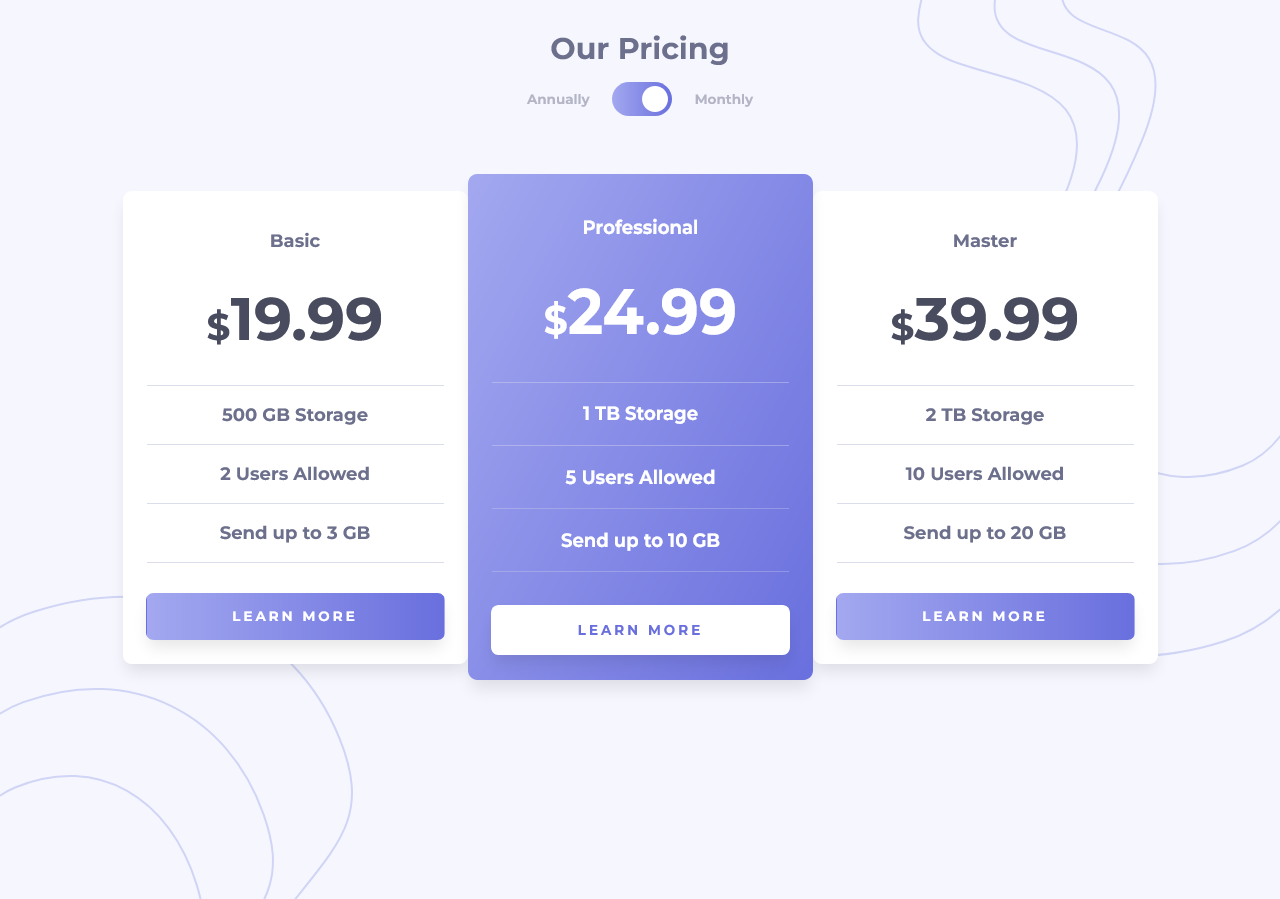 Our Pricing
Annually
Monthly
Basic
$19.99
500 GB Storage
2 Users Allowed
Send up to 3 GB
LEARN MORE
Professional
$24.99
1 TB Storage
5 Users Allowed
Send up to 10 GB
LEARN MORE
Master
$39.99
2 TB Storage
10 Users Allowed
Send up to 20 GB
LEARN MORE